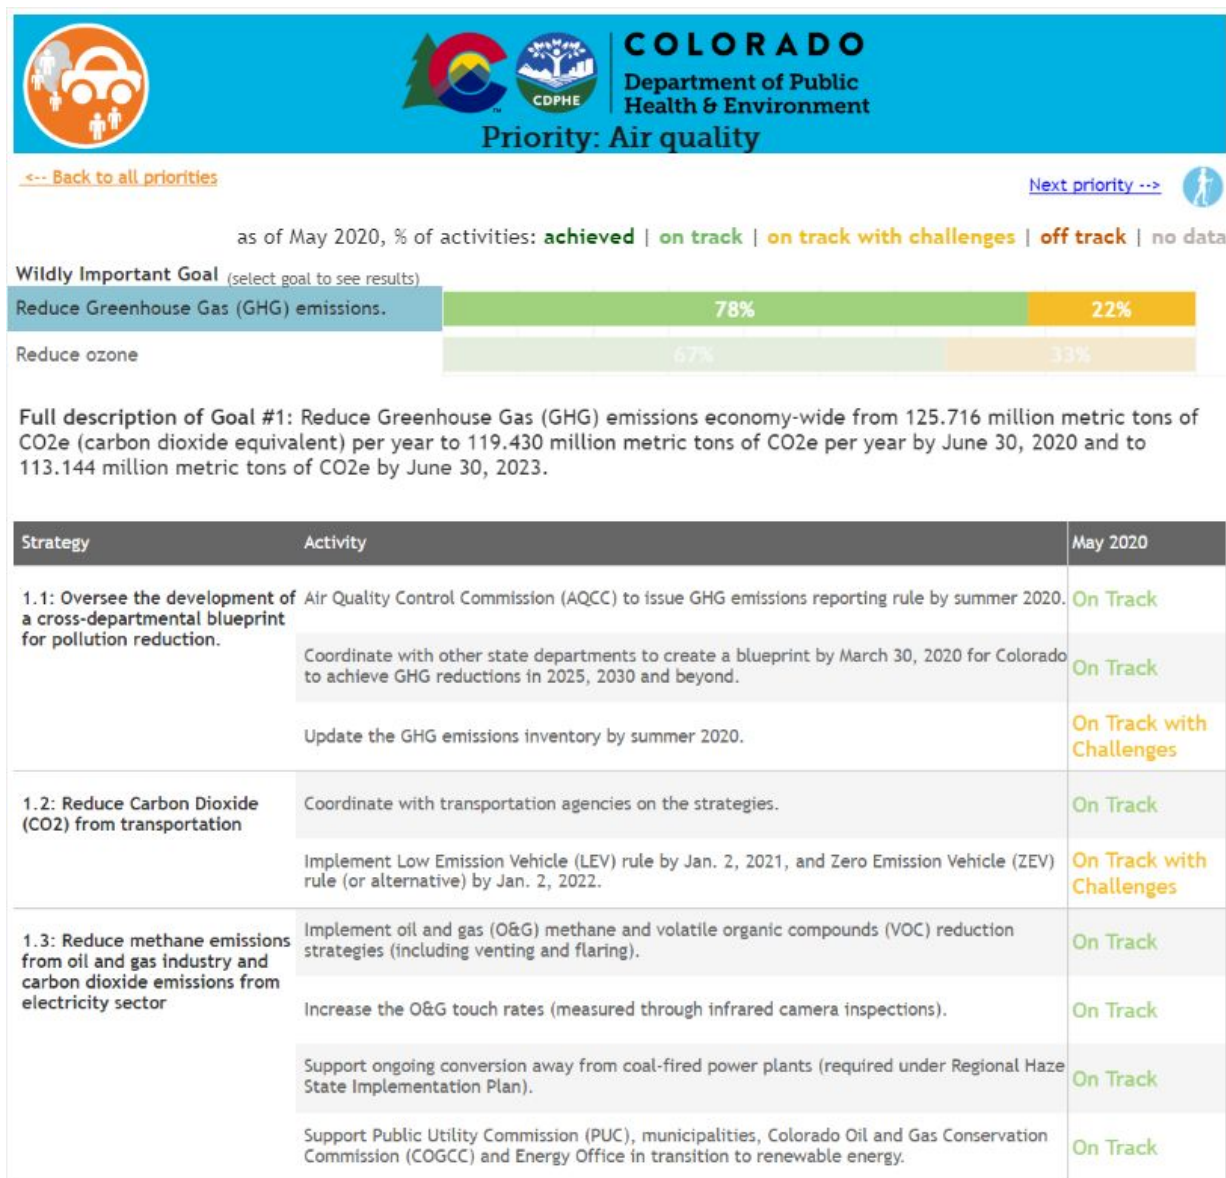 COLORADO
Department of Public
Health & Environment
CDPHE
TM
Priority: Air quality
<-- Back to all priorities
Next priority -->
as of May 2020, % of activities: achieved | on track | on track with challenges | off track | no data
Wildly Important Goal (select goal to see results)
Reduce Greenhouse Gas (GHG) emissions. 78% 22%
Reduce ozone 67% 33%
Full description of Goal #1: Reduce Greenhouse Gas (GHG) emissions economy-wide from 125.716 million metric tons of
CO2e (carbon dioxide equivalent) per year to 119.430 million metric tons of CO2e per year by June 30, 2020 and to
113.144 million metric tons of CO2e by June 30, 2023.
Strategy Activity May 2020
1.1: Oversee the development of
a cross-departmental blueprint
for pollution reduction.
Air Quality Control Commission (AQCC) to issue GHG emissions reporting rule by summer 2020. On Track
Coordinate with other state departments to create a blueprint by March 30, 2020 for Colorado
to achieve GHG reductions in 2025, 2030 and beyond.
On Track
Update the GHG emissions inventory by summer 2020.
On Track with
Challenges
1.2: Reduce Carbon Dioxide
(CO2) from transportation
Coordinate with transportation agencies on the strategies. On Track
Implement Low Emission Vehicle (LEV) rule by Jan. 2, 2021, and Zero Emission Vehicle (ZEV)
rule (or alternative) by Jan. 2, 2022.
On Track with
Challenges
1.3: Reduce methane emissions
from oil and gas industry and
carbon dioxide emissions from
electricity sector
Implement oil and gas (O&G) methane and volatile organic compounds (VOC) reduction
strategies (including venting and flaring).
On Track
Increase the O&G touch rates (measured through infrared camera inspections). On Track
Support ongoing conversion away from coal-fired power plants (required under Regional Haze
State Implementation Plan).
On Track
Support Public Utility Commission (PUC), municipalities, Colorado Oil and Gas Conservation
Commission (COGCC) and Energy Office in transition to renewable energy.
On Track